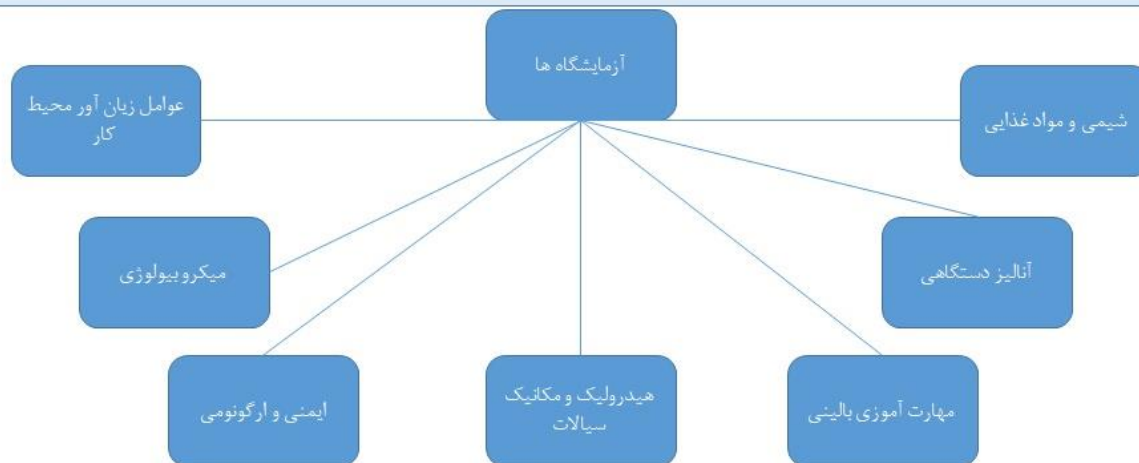 آزمایشگاه ها
شیمی و مواد غذایی
عوامل زیان آور محیط
کار
آنالیز دستگاهی
میکروبیولوژی
مهارت آموزی بالینی
هیدرولیک و مکانیک
سیالات
ایمنی و ارگونومی